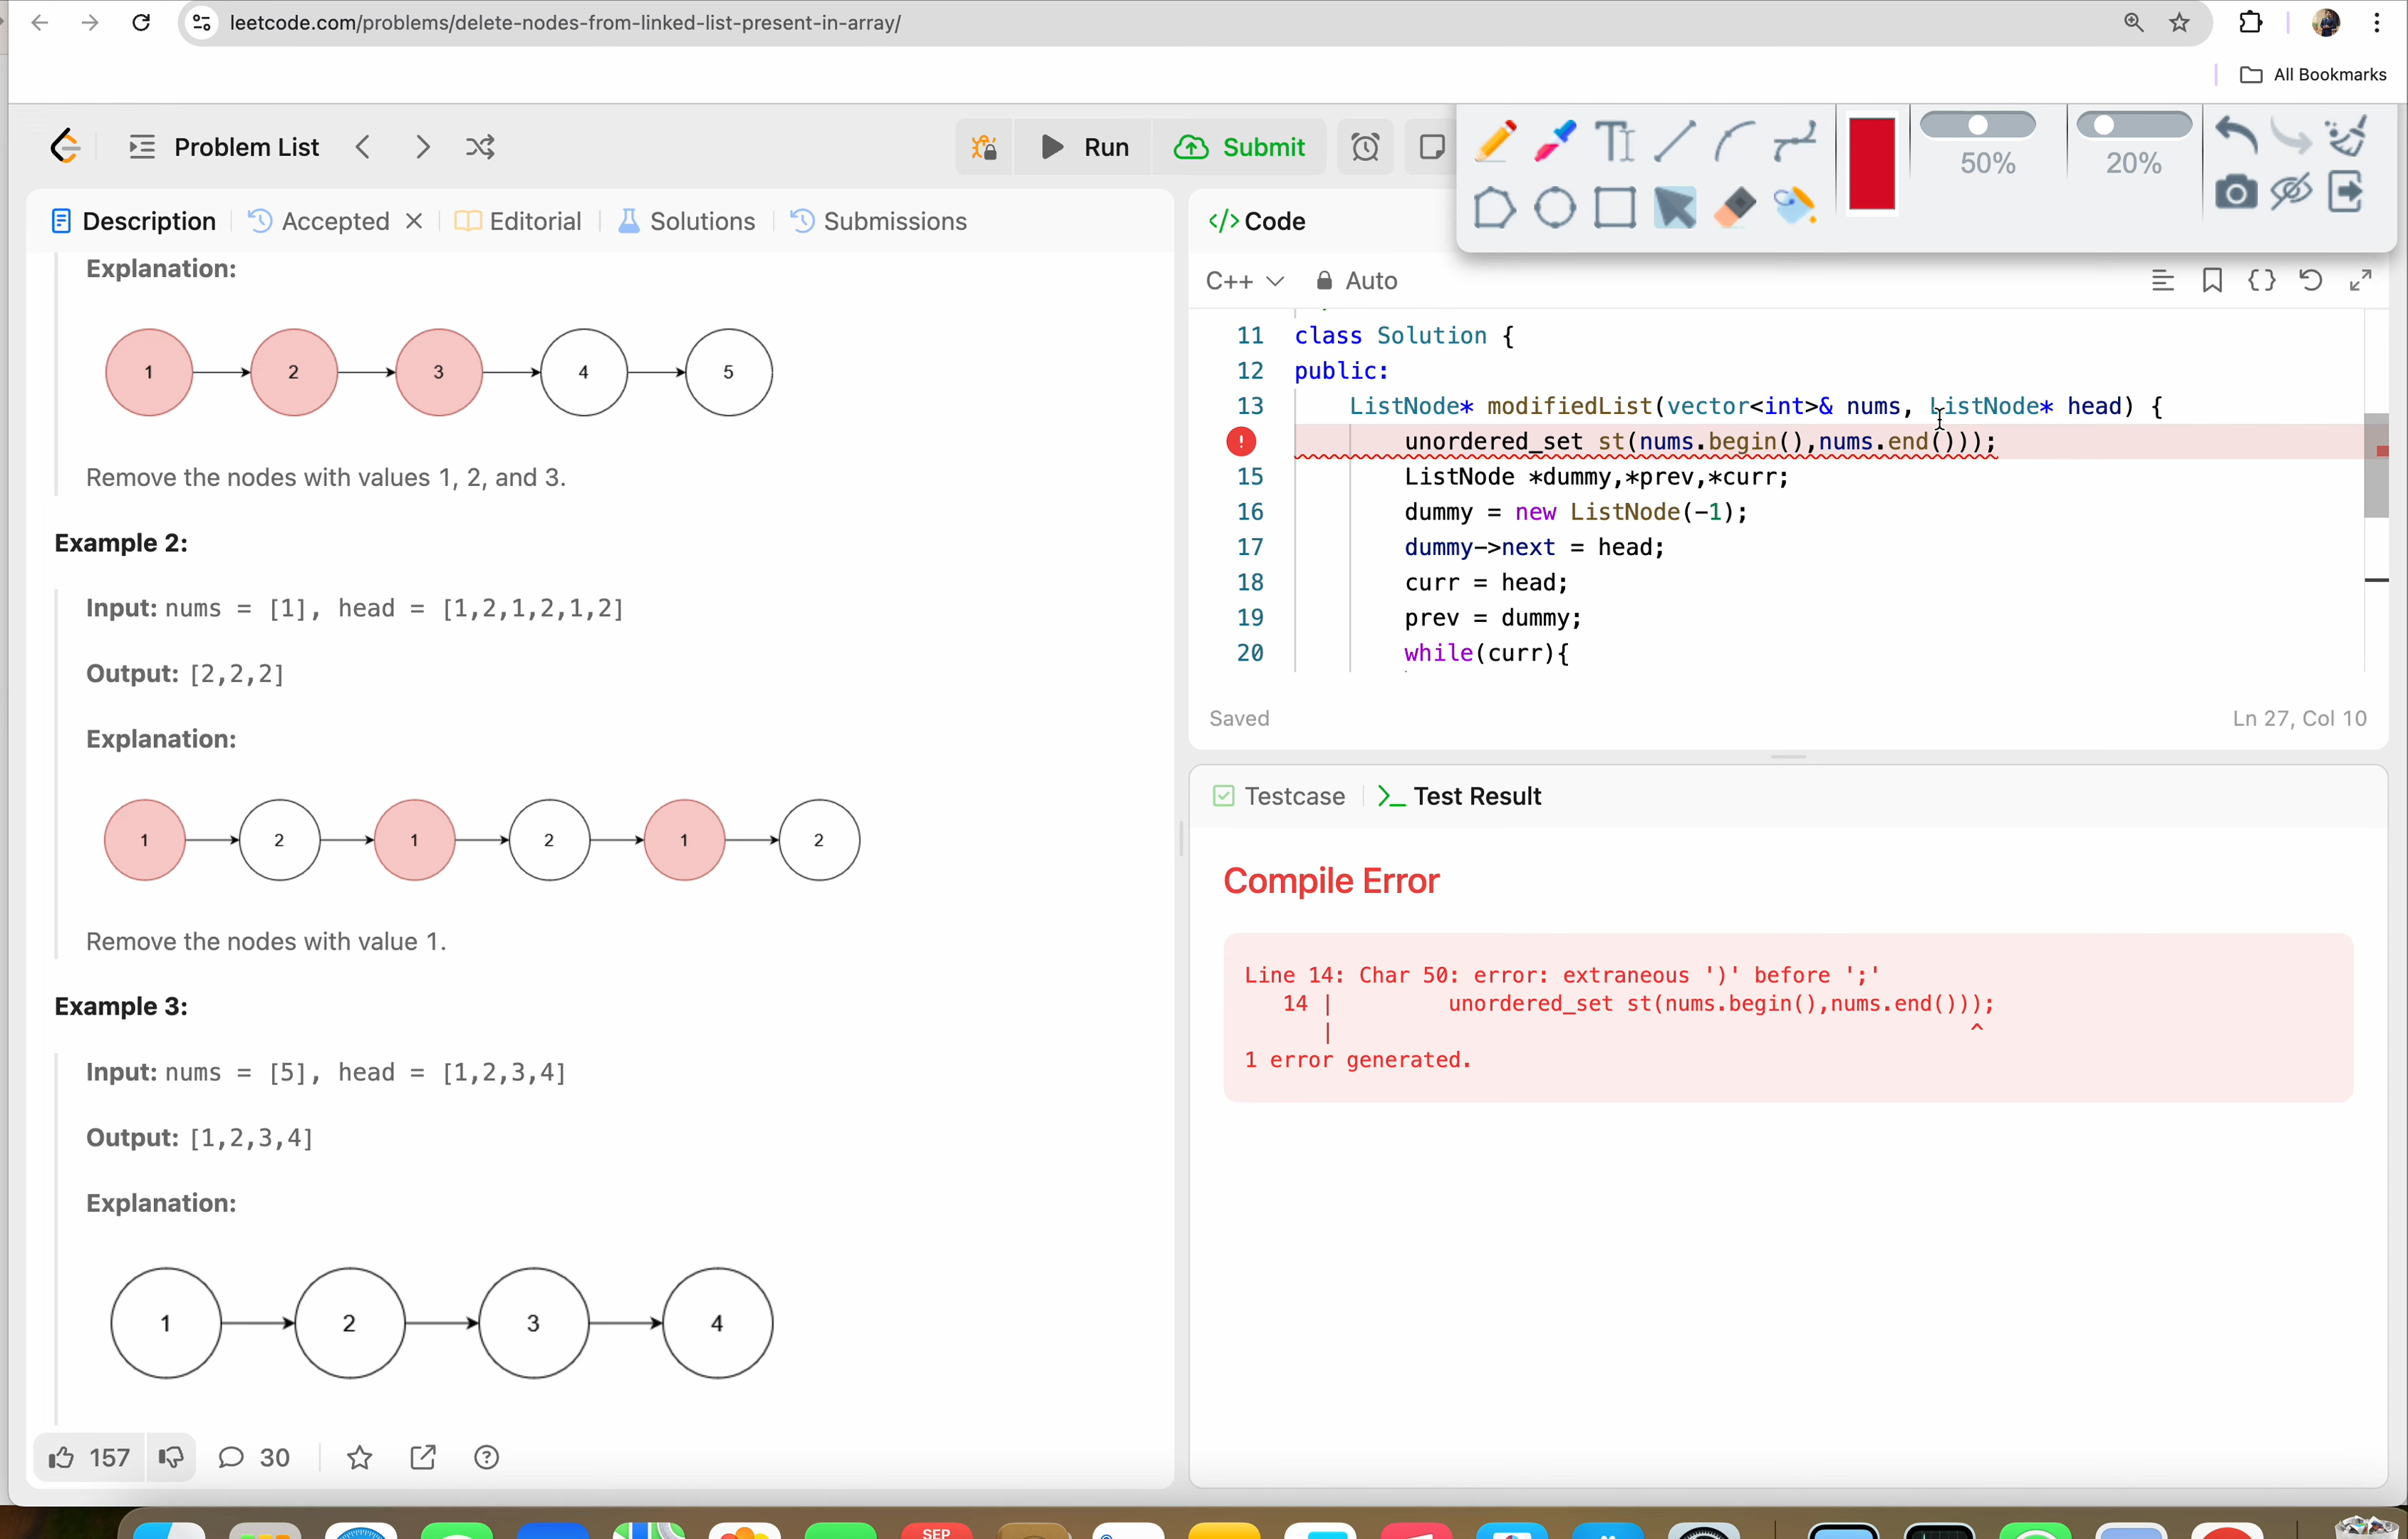 leetcode.com/problems/delete-nodes-from-linked-list-present-in-array/
All Bookmarks
Problem List
Run
Submit
50%
20%
Description
Accepted
Editorial
Solutions
Submissions
Explanation:
1 2 3 4 5
Remove the nodes with values 1, 2, and 3.
Example 2:
Input: nums = [1], head = [1,2,1,2,1,2]
Output: [2,2,2]
Explanation:
1 2 1 2 1 2
Remove the nodes with value 1.
Example 3:
Input: nums = [5], head = [1,2,3,4]
Output: [1,2,3,4]
Explanation:
1 2 3 4
157
30
</> Code
C++
Auto
11 class Solution {
12 public:
13 ListNode* modifiedList(vector<int>& nums, ListNode* head) {
unordered_set st(nums.begin(),nums.end()));
15 ListNode *dummy,*prev,*curr;
16 dummy = new ListNode(-1);
17 dummy->next = head;
18 curr = head;
19 prev = dummy;
20 while(curr){
Saved
Ln 27, Col 10
Testcase
Test Result
Compile Error
Line 14: Char 50: error: extraneous ')' before ';'
14 | unordered_set st(nums.begin(),nums.end()));
| ^
1 error generated.
SEP